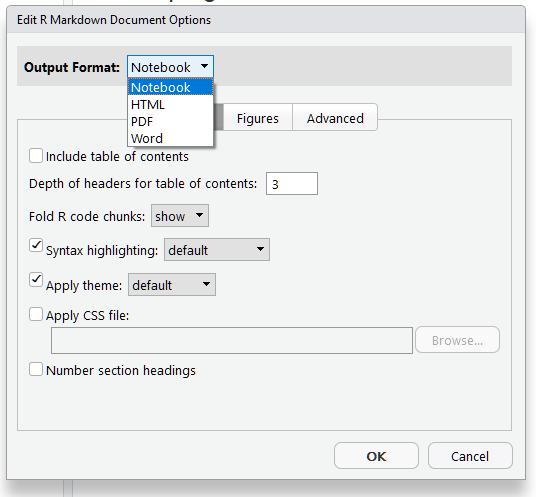 Edit R Markdown Document Options
Output Format: Notebook
Notebook
HTML
PDF
Word
Figures Advanced
Include table of contents
Depth of headers for table of contents: 3
Fold R code chunks: show
Syntax highlighting: default
Apply theme: default
Apply CSS file:
Browse...
Number section headings
OK Cancel